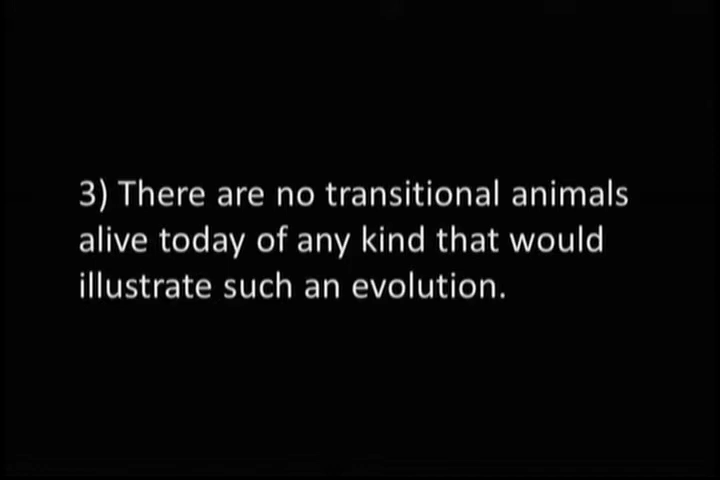 3) There are no transitional animals
alive today of any kind that would
illustrate such an evolution.